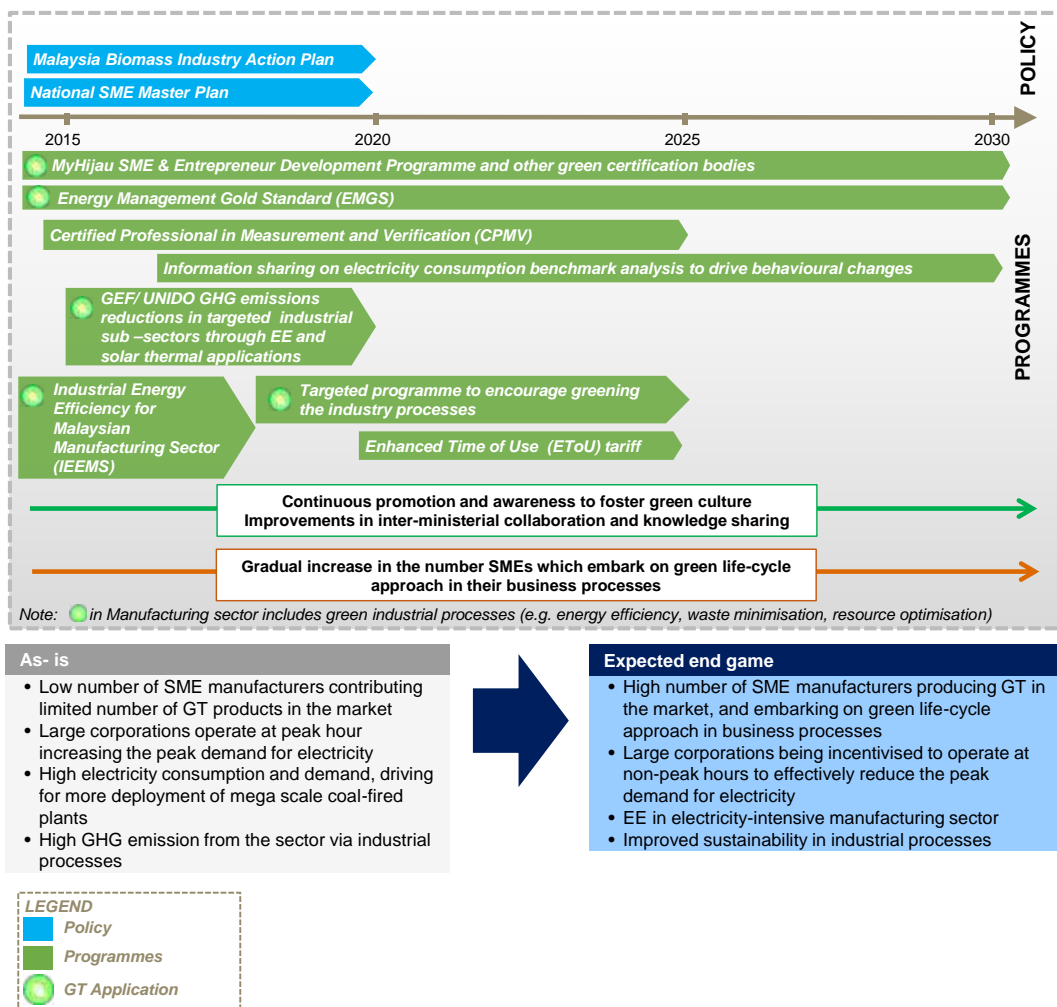 Malaysia Biomass Industry Action Plan
National SME Master Plan
POLICY
2015
2020
2025
2030
MyHijau SME & Entrepreneur Development Programme and other green certification bodies
Energy Management Gold Standard (EMGS)
Certified Professional in Measurement and Verification (CPMV)
Information sharing on electricity consumption benchmark analysis to drive behavioural changes
PROGRAMMES
GEF/ UNIDO GHG emissions
reductions in targeted industrial
sub –sectors through EE and
solar thermal applications
Industrial Energy
Efficiency for
Malaysian
Manufacturing Sector
(IEEMS)
Targeted programme to encourage greening
the industry processes
Enhanced Time of Use (EToU) tariff
Continuous promotion and awareness to foster green culture
Improvements in inter-ministerial collaboration and knowledge sharing
Gradual increase in the number SMEs which embark on green life-cycle
approach in their business processes
Note: in Manufacturing sector includes green industrial processes (e.g. energy efficiency, waste minimisation, resource optimisation)
As- is
• Low number of SME manufacturers contributing
limited number of GT products in the market
• Large corporations operate at peak hour
increasing the peak demand for electricity
• High electricity consumption and demand, driving
for more deployment of mega scale coal-fired
plants
• High GHG emission from the sector via industrial
processes
Expected end game
• High number of SME manufacturers producing GT in
the market, and embarking on green life-cycle
approach in business processes
• Large corporations being incentivised to operate at
non-peak hours to effectively reduce the peak
demand for electricity
• EE in electricity-intensive manufacturing sector
• Improved sustainability in industrial processes
LEGEND
Policy
Programmes
GT Application